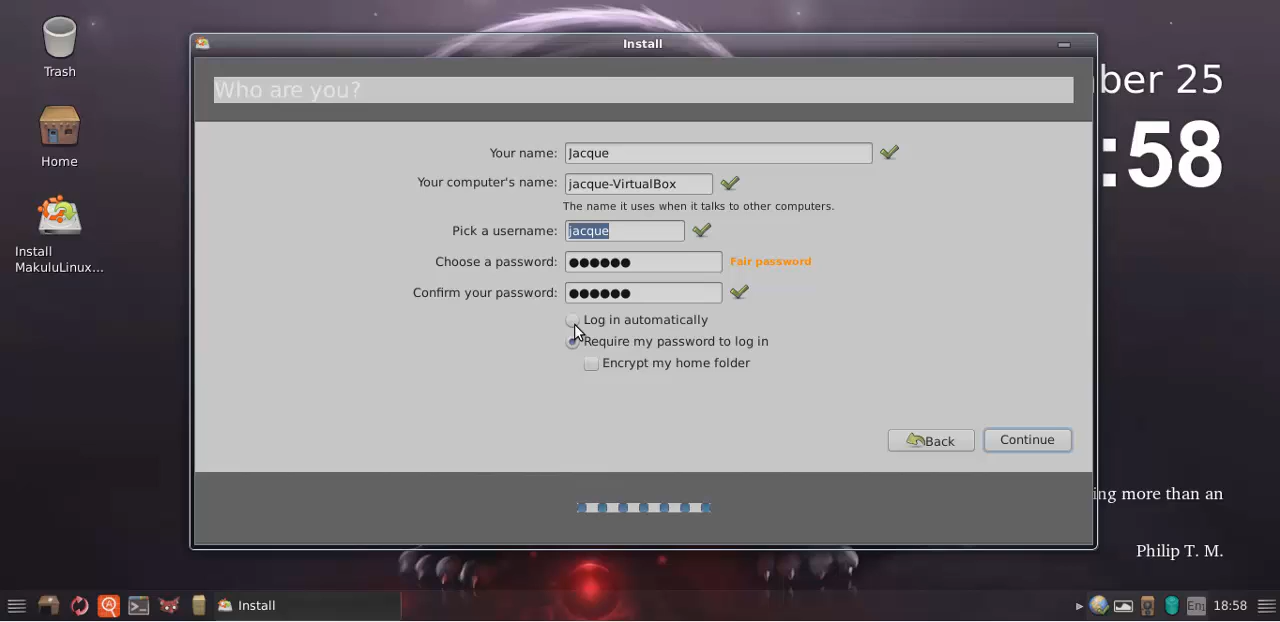 Trash
Home
Install
MakuluLinux...
Install
Who are you?
Your name: Jacque
Your computer's name: jacque-VirtualBox
The name it uses when it talks to other computers.
Pick a username: jacque
Choose a password: ●●●●●● Fair password
Confirm your password: ●●●●●●
Log in automatically
Require my password to log in
Encrypt my home folder
Back Continue
ber 25
:58
ing more than an
Philip T. M.
Install
En
18:58